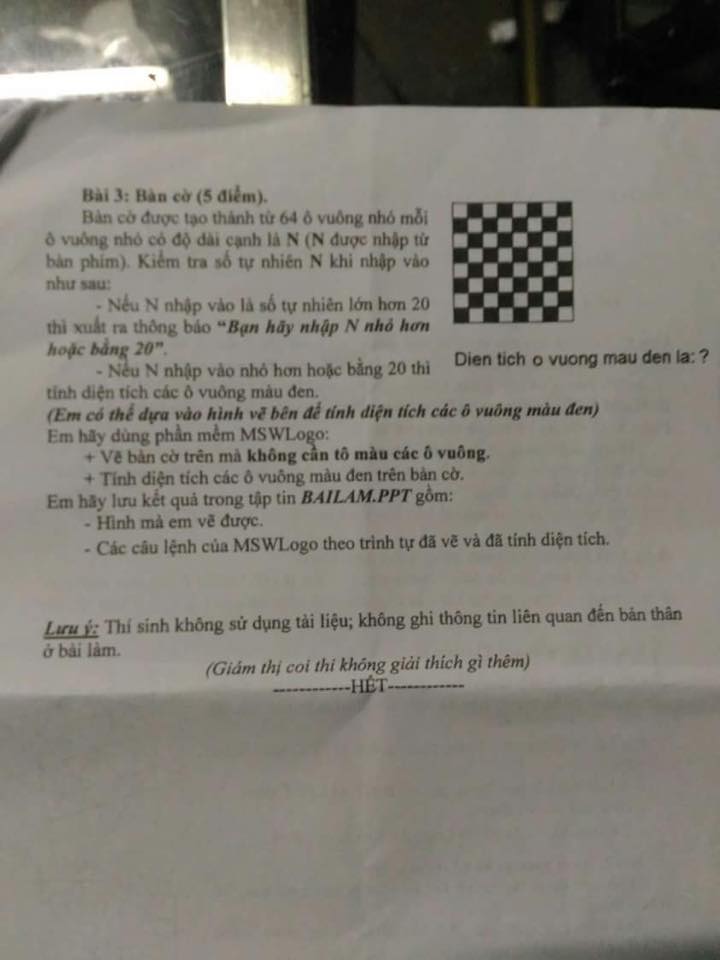 Bài 3: Bàn cờ (5 điểm).
Bàn cờ được tạo thành từ 64 ô vuông nhỏ mỗi
ô vuông nhỏ có độ dài cạnh là N (N được nhập từ
bàn phím). Kiểm tra số tự nhiên N khi nhập vào
như sau:
- Nếu N nhập vào là số tự nhiên lớn hơn 20
thì xuất ra thông báo “Bạn hãy nhập N nhỏ hơn
hoặc bằng 20”.
- Nếu N nhập vào nhỏ hơn hoặc bằng 20 thì
tính diện tích các ô vuông màu đen.
Dien tich o vuong mau den la: ?
(Em có thể dựa vào hình vẽ bên để tính diện tích các ô vuông màu đen)
Em hãy dùng phần mềm MSWLogo:
+ Vẽ bàn cờ trên mà không cần tô màu các ô vuông.
+ Tính diện tích các ô vuông màu đen trên bàn cờ.
Em hãy lưu kết quả trong tập tin BAILAM.PPT gồm:
- Hình mà em vẽ được.
- Các câu lệnh của MSWLogo theo trình tự đã vẽ và đã tính diện tích.
Lưu ý: Thí sinh không sử dụng tài liệu; không ghi thông tin liên quan đến bản thân
ở bài làm.
(Giám thị coi thi không giải thích gì thêm)
------------HẾT------------